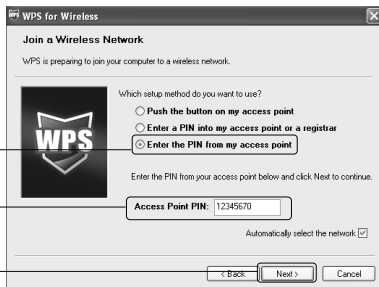 WPS for Wireless
Join a Wireless Network
WPS is preparing to join your computer to a wireless network.
Which setup method do you want to use?
Push the button on my access point
Enter a PIN into my access point or a registrar
Enter the PIN from my access point
WPS
Enter the PIN from your access point below and click Next to continue.
Access Point PIN: 12345670
Automatically select the network
< Back Next > Cancel